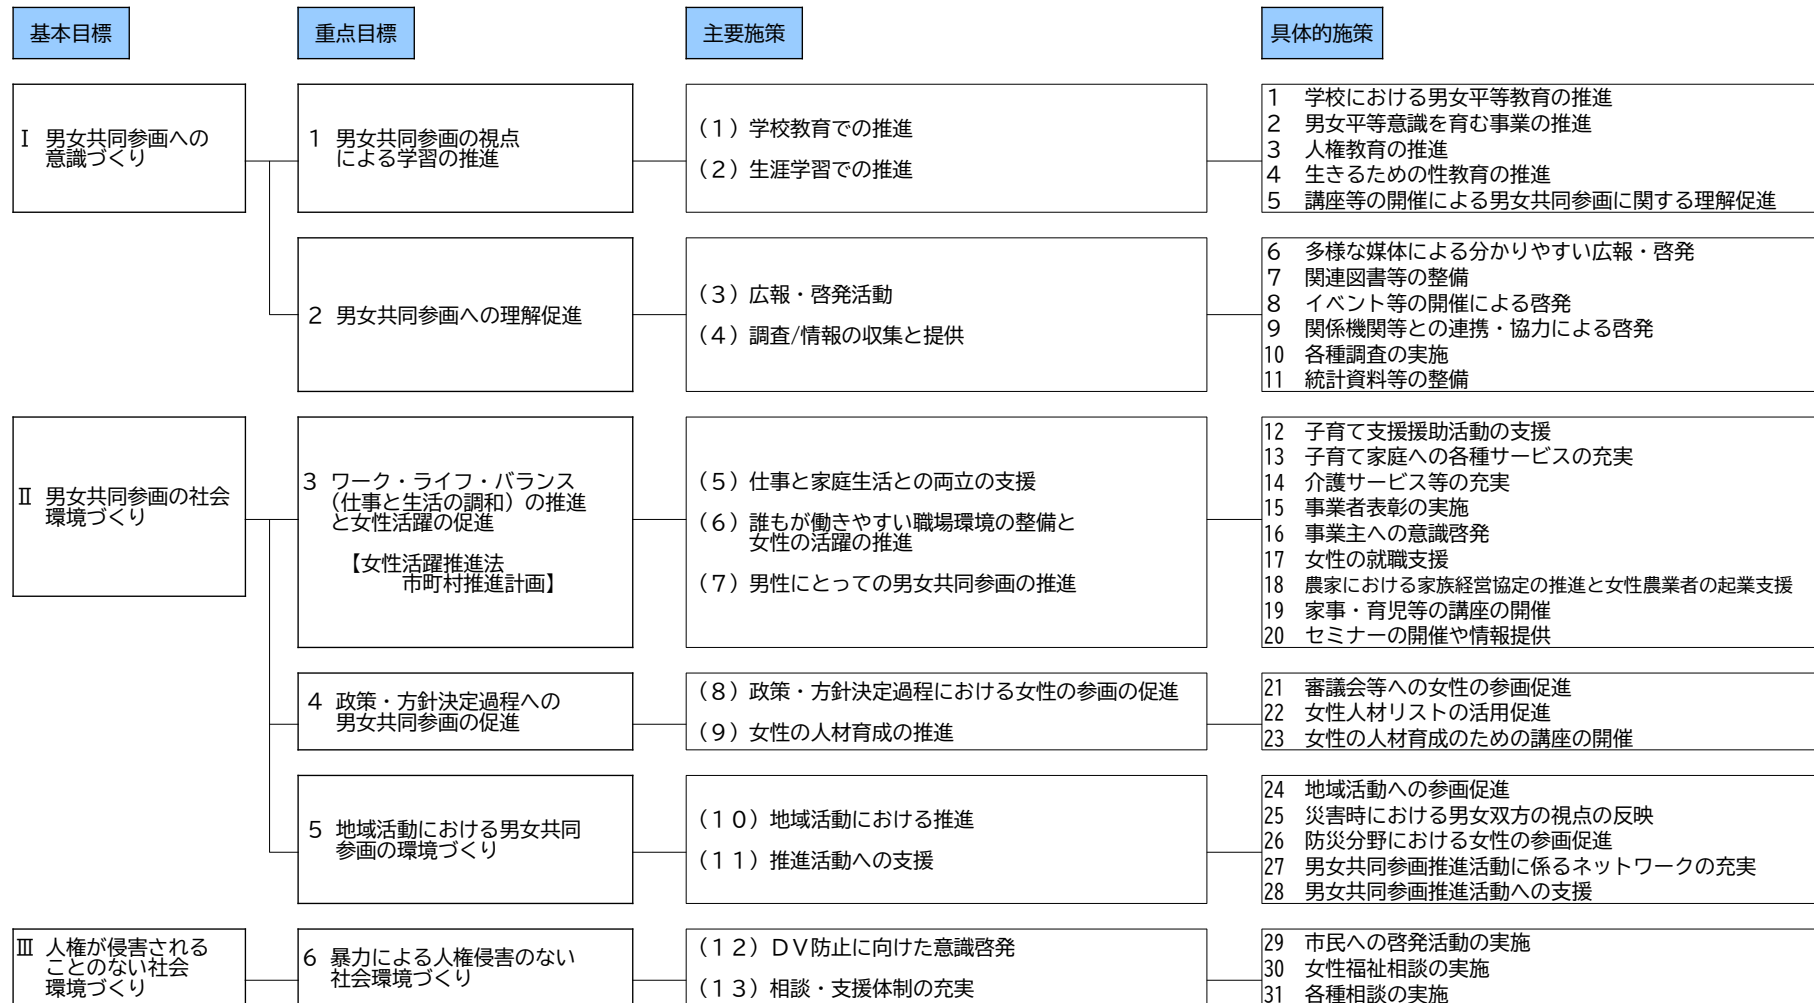 基本目標
重点目標
主要施策
具体的施策
Ⅰ 男女共同参画への
意識づくり
1 男女共同参画の視点
による学習の推進
（１）学校教育での推進
（２）生涯学習での推進
1 学校における男女平等教育の推進
2 男女平等意識を育む事業の推進
3 人権教育の推進
4 生きるための性教育の推進
5 講座等の開催による男女共同参画に関する理解促進
2 男女共同参画への理解促進
（３）広報・啓発活動
（４）調査/情報の収集と提供
6 多様な媒体による分かりやすい広報・啓発
7 関連図書等の整備
8 イベント等の開催による啓発
9 関係機関等との連携・協力による啓発
10 各種調査の実施
11 統計資料等の整備
Ⅱ 男女共同参画の社会
環境づくり
3 ワーク・ライフ・バランス
（仕事と生活の調和）の推進
と女性活躍の促進
【女性活躍推進法
市町村推進計画】
（５）仕事と家庭生活との両立の支援
（６）誰もが働きやすい職場環境の整備と
女性の活躍の推進
（７）男性にとっての男女共同参画の推進
12 子育て支援援助活動の支援
13 子育て家庭への各種サービスの充実
14 介護サービス等の充実
15 事業者表彰の実施
16 事業主への意識啓発
17 女性の就職支援
18 農家における家族経営協定の推進と女性農業者の起業支援
19 家事・育児等の講座の開催
20 セミナーの開催や情報提供
4 政策・方針決定過程への
男女共同参画の促進
（８）政策・方針決定過程における女性の参画の促進
（９）女性の人材育成の推進
21 審議会等への女性の参画促進
22 女性人材リストの活用促進
23 女性の人材育成のための講座の開催
5 地域活動における男女共同
参画の環境づくり
（１０）地域活動における推進
（１１）推進活動への支援
24 地域活動への参画促進
25 災害時における男女双方の視点の反映
26 防災分野における女性の参画促進
27 男女共同参画推進活動に係るネットワークの充実
28 男女共同参画推進活動への支援
Ⅲ 人権が侵害される
ことのない社会
環境づくり
6 暴力による人権侵害のない
社会環境づくり
（１２）ＤＶ防止に向けた意識啓発
（１３）相談・支援体制の充実
29 市民への啓発活動の実施
30 女性福祉相談の実施
31 各種相談の実施